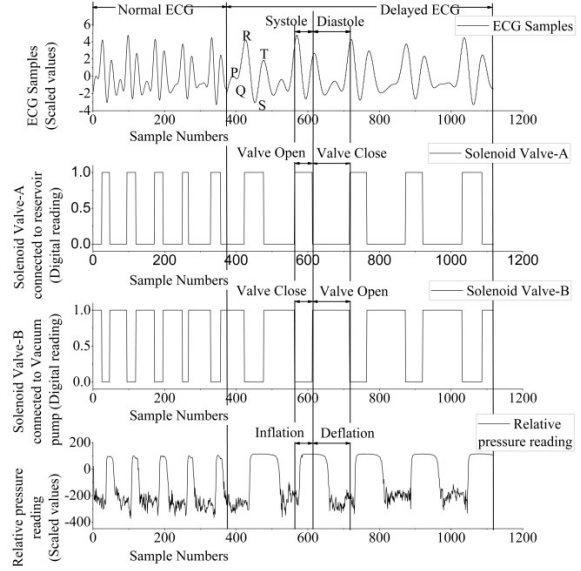 Normal ECG
Delayed ECG
Systole
Diastole
ECG Samples
R
T
P
Q
S
6
4
2
0
-2
-4
ECG Samples
(Scaled values)
0 200 400 600 800 1000 1200
Sample Numbers
Valve Open
Valve Close
Solenoid Valve-A
1.0
0.5
0.0
Solenoid Valve-A
connected to reservoir
(Digital reading)
0 200 400 600 800 1000 1200
Sample Numbers
Valve Close
Valve Open
Solenoid Valve-B
1.0
0.5
0.0
Solenoid Valve-B
connected to Vacuum
pump (Digital reading)
0 200 400 600 800 1000 1200
Sample Numbers
Inflation
Deflation
Relative
pressure reading
200
100
-200
-400
Relative pressure
reading
(Scaled values)
0 200 400 600 800 1000 1200
Sample Numbers